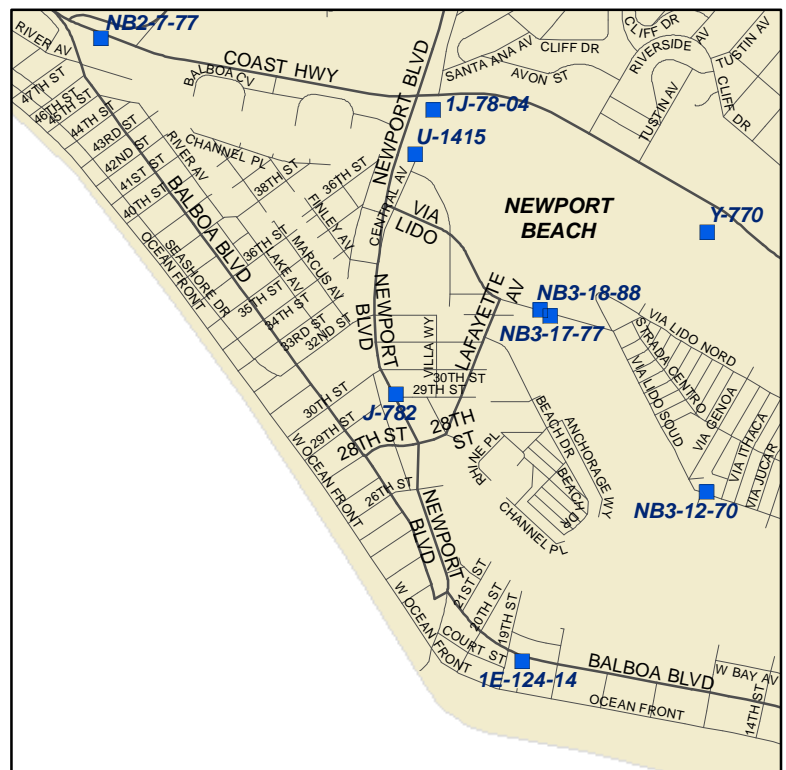 NB2-7-77
RIVER AV
COAST HWY
BALBOA CV
NEWPORT BLVD
SANTA ANA AV
CLIFF DR
AVON ST
RIVERSIDE AV
TUSTIN AV
CLIFF DR
TUSTIN AV
47TH ST
46TH ST
45TH ST
44TH ST
43RD ST
42ND ST
41ST ST
40TH ST
RIVER AV
CHANNEL PL
38TH ST
36TH ST
FINLEY AV
CENTRAL AV
1J-78-04
U-1415
VIA
LIDO
NEWPORT
BEACH
Y-770
BALBOA BLVD
OCEAN FRONT
SEASHORE DR
36TH ST
LAKE AV
MARCUS AV
35TH ST
34TH ST
33RD ST
32ND ST
NEWPORT
BLVD
VILLA WY
LAFAYETTE
AV
NB3-18-88
NB3-17-77
VIA LIDO NORD
STRADA CENTRO
VIA LIDO SOUD
VIA GENOA
VIA ITHACA
VIA JUCAR
30TH ST
29TH ST
30TH ST
29TH ST
J-782
28TH ST
28TH
ST
W OCEAN FRONT
26TH ST
RHINE PL
BEACH DR
ANCHORAGE WY
BEACH
DR
CHANNEL PL
NB3-12-70
NEWPORT
BLVD
21ST ST
20TH ST
19TH ST
COURT ST
W OCEAN FRONT
1E-124-14
BALBOA BLVD
OCEAN FRONT
W BAY AV
14TH ST